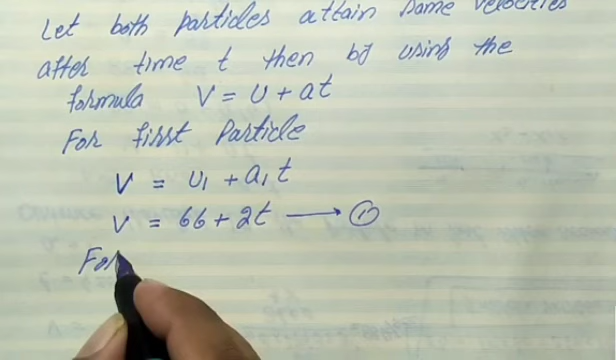 Let both particles attain same velocities
after time t then by using the
formula V = U + at
For first Particle
V = U₁ + a₁t
V = 66 + 2t ⟶ ①
For